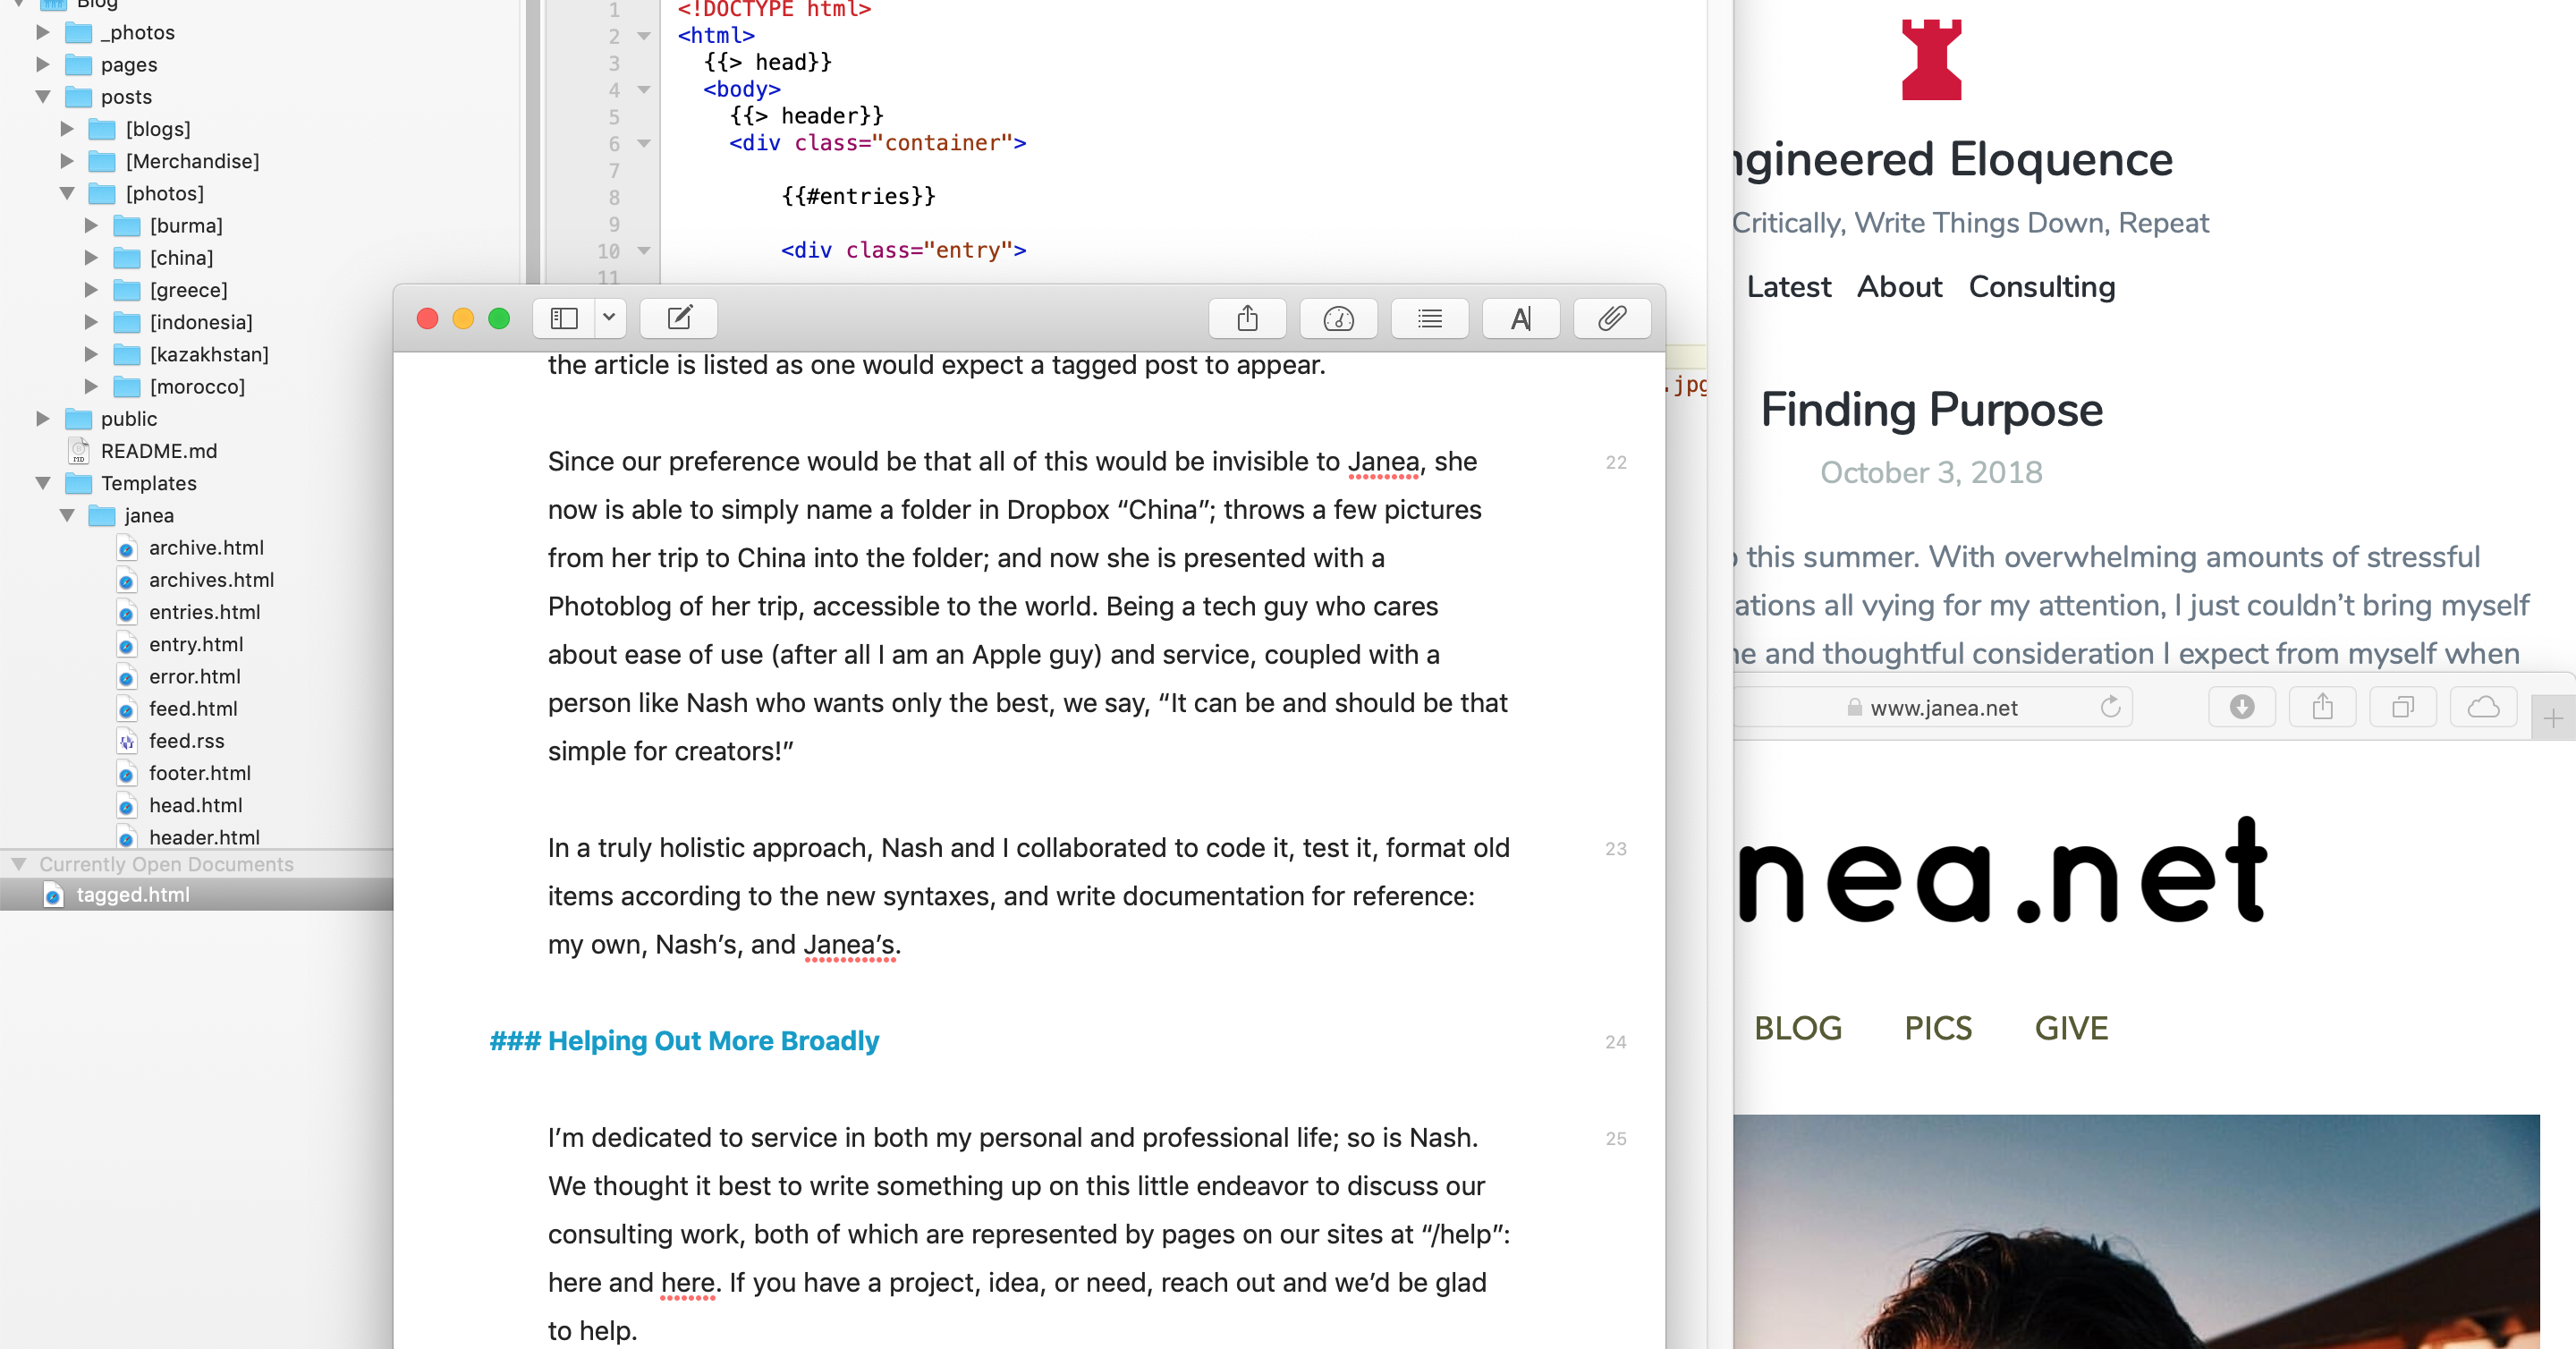 Blog
_photos
pages
posts
[blogs]
[Merchandise]
[photos]
[burma]
[china]
[greece]
[indonesia]
[kazakhstan]
[morocco]
public
README.md
Templates
janea
archive.html
archives.html
entries.html
entry.html
error.html
feed.html
feed.rss
footer.html
head.html
header.html
Currently Open Documents
tagged.html
1 <!DOCTYPE html>
2 <html>
3 {{> head}}
4 <body>
5 {{> header}}
6 <div class="container">
7
8 {{#entries}}
9
10 <div class="entry">
11
.jpg
the article is listed as one would expect a tagged post to appear.
Since our preference would be that all of this would be invisible to Janea, she 22
now is able to simply name a folder in Dropbox “China”; throws a few pictures
from her trip to China into the folder; and now she is presented with a
Photoblog of her trip, accessible to the world. Being a tech guy who cares
about ease of use (after all I am an Apple guy) and service, coupled with a
person like Nash who wants only the best, we say, “It can be and should be that
simple for creators!”
In a truly holistic approach, Nash and I collaborated to code it, test it, format old 23
items according to the new syntaxes, and write documentation for reference:
my own, Nash’s, and Janea’s.
### Helping Out More Broadly 24
I’m dedicated to service in both my personal and professional life; so is Nash. 25
We thought it best to write something up on this little endeavor to discuss our
consulting work, both of which are represented by pages on our sites at “/help”:
here and here. If you have a project, idea, or need, reach out and we’d be glad
to help.
ngineered Eloquence
Critically, Write Things Down, Repeat
Latest About Consulting
Finding Purpose
October 3, 2018
this summer. With overwhelming amounts of stressful
ations all vying for my attention, I just couldn’t bring myself
ne and thoughtful consideration I expect from myself when
www.janea.net
nea.net
BLOG PICS GIVE